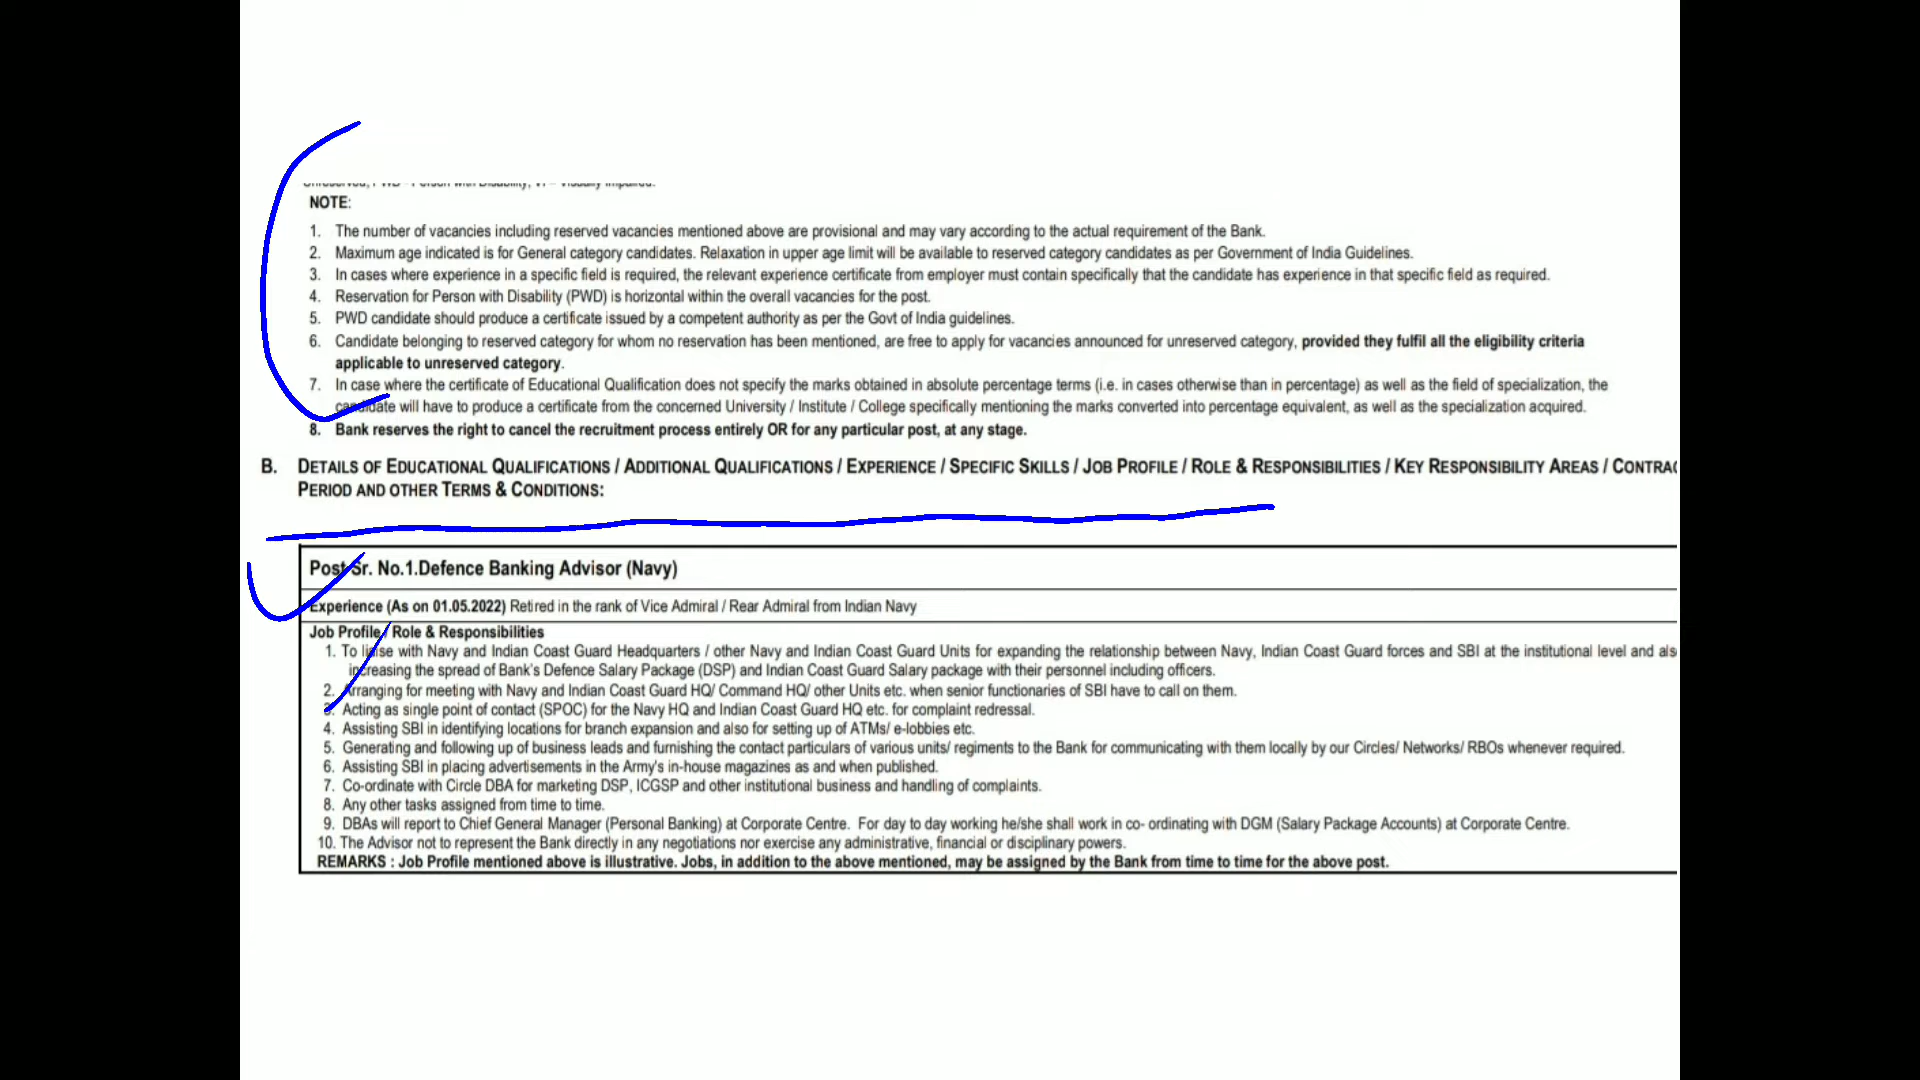 Unreserved, PWD - Person with Disability, VI – Visually Impaired.
NOTE:
1. The number of vacancies including reserved vacancies mentioned above are provisional and may vary according to the actual requirement of the Bank.
2. Maximum age indicated is for General category candidates. Relaxation in upper age limit will be available to reserved category candidates as per Government of India Guidelines.
3. In cases where experience in a specific field is required, the relevant experience certificate from employer must contain specifically that the candidate has experience in that specific field as required.
4. Reservation for Person with Disability (PWD) is horizontal within the overall vacancies for the post.
5. PWD candidate should produce a certificate issued by a competent authority as per the Govt of India guidelines.
6. Candidate belonging to reserved category for whom no reservation has been mentioned, are free to apply for vacancies announced for unreserved category, provided they fulfil all the eligibility criteria
applicable to unreserved category.
7. In case where the certificate of Educational Qualification does not specify the marks obtained in absolute percentage terms (i.e. in cases otherwise than in percentage) as well as the field of specialization, the
candidate will have to produce a certificate from the concerned University / Institute / College specifically mentioning the marks converted into percentage equivalent, as well as the specialization acquired.
8. Bank reserves the right to cancel the recruitment process entirely OR for any particular post, at any stage.
B. DETAILS OF EDUCATIONAL QUALIFICATIONS / ADDITIONAL QUALIFICATIONS / EXPERIENCE / SPECIFIC SKILLS / JOB PROFILE / ROLE & RESPONSIBILITIES / KEY RESPONSIBILITY AREAS / CONTRAC
PERIOD AND OTHER TERMS & CONDITIONS:
Post Sr. No.1.Defence Banking Advisor (Navy)
Experience (As on 01.05.2022) Retired in the rank of Vice Admiral / Rear Admiral from Indian Navy
Job Profile / Role & Responsibilities
1. To liaise with Navy and Indian Coast Guard Headquarters / other Navy and Indian Coast Guard Units for expanding the relationship between Navy, Indian Coast Guard forces and SBI at the institutional level and als
increasing the spread of Bank's Defence Salary Package (DSP) and Indian Coast Guard Salary package with their personnel including officers.
2. Arranging for meeting with Navy and Indian Coast Guard HQ/ Command HQ/ other Units etc. when senior functionaries of SBI have to call on them.
3. Acting as single point of contact (SPOC) for the Navy HQ and Indian Coast Guard HQ etc. for complaint redressal.
4. Assisting SBI in identifying locations for branch expansion and also for setting up of ATMs/ e-lobbies etc.
5. Generating and following up of business leads and furnishing the contact particulars of various units/ regiments to the Bank for communicating with them locally by our Circles/ Networks/ RBOs whenever required.
6. Assisting SBI in placing advertisements in the Army's in-house magazines as and when published.
7. Co-ordinate with Circle DBA for marketing DSP, ICGSP and other institutional business and handling of complaints.
8. Any other tasks assigned from time to time.
9. DBAs will report to Chief General Manager (Personal Banking) at Corporate Centre. For day to day working he/she shall work in co- ordinating with DGM (Salary Package Accounts) at Corporate Centre.
10. The Advisor not to represent the Bank directly in any negotiations nor exercise any administrative, financial or disciplinary powers.
REMARKS : Job Profile mentioned above is illustrative. Jobs, in addition to the above mentioned, may be assigned by the Bank from time to time for the above post.